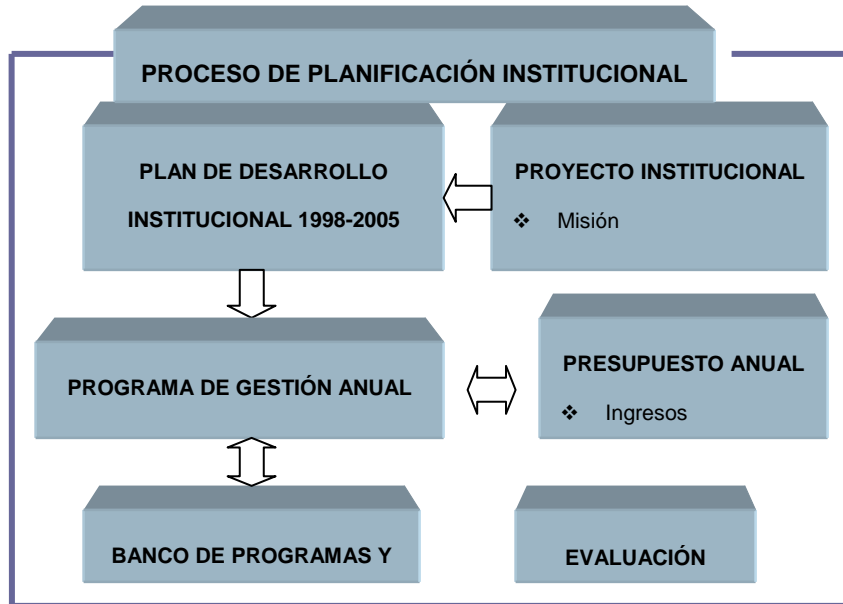 PROCESO DE PLANIFICACIÓN INSTITUCIONAL
PLAN DE DESARROLLO
INSTITUCIONAL 1998-2005
PROYECTO INSTITUCIONAL
❖ Misión
PROGRAMA DE GESTIÓN ANUAL
PRESUPUESTO ANUAL
❖ Ingresos
BANCO DE PROGRAMAS Y
EVALUACIÓN